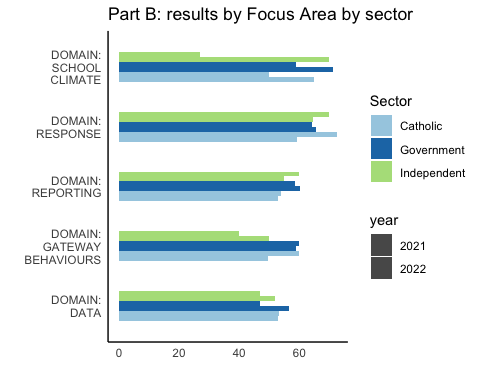 Part B: results by Focus Area by sector
DOMAIN:
SCHOOL
CLIMATE
DOMAIN:
RESPONSE
DOMAIN:
REPORTING
DOMAIN:
GATEWAY
BEHAVIOURS
DOMAIN:
DATA
0 20 40 60
Sector
Catholic
Government
Independent
year
2021
2022